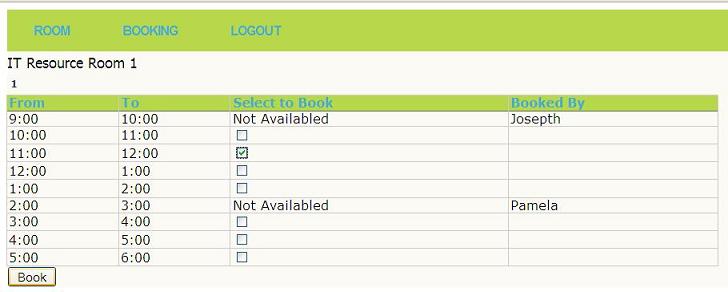 ROOM BOOKING LOGOUT
IT Resource Room 1
1
From To Select to Book Booked By
9:00 10:00 Not Availabled Josepth
10:00 11:00
11:00 12:00
12:00 1:00
1:00 2:00
2:00 3:00 Not Availabled Pamela
3:00 4:00
4:00 5:00
5:00 6:00
Book